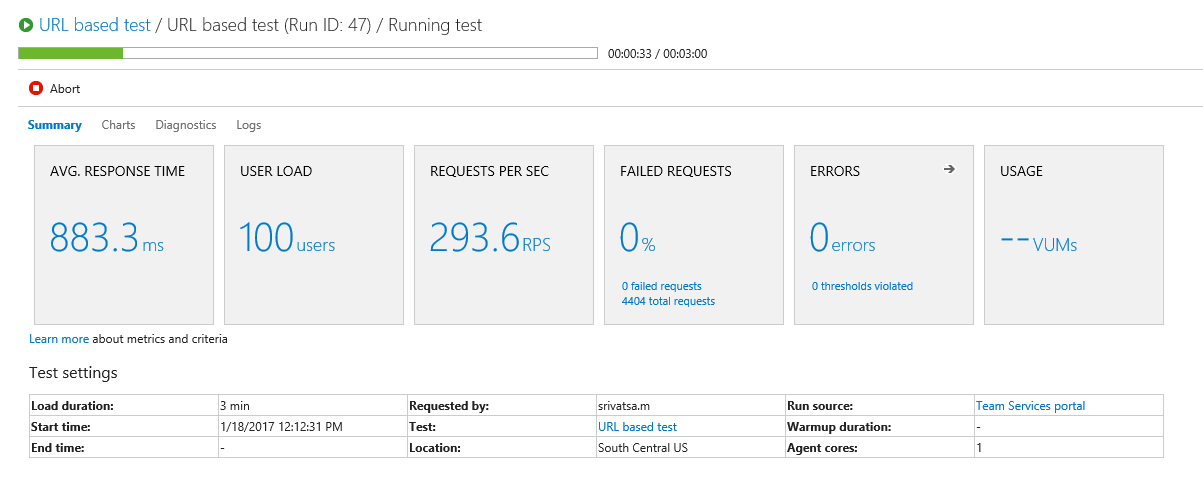 URL based test / URL based test (Run ID: 47) / Running test
00:00:33 / 00:03:00
Abort
Summary Charts Diagnostics Logs
AVG. RESPONSE TIME USER LOAD REQUESTS PER SEC FAILED REQUESTS ERRORS USAGE
883.3 ms 100 users 293.6 RPS 0 % 0 errors -- VUMs
0 failed requests 0 thresholds violated
4404 total requests
Learn more about metrics and criteria
Test settings
Load duration: 3 min Requested by: srivatsa.m Run source: Team Services portal
Start time: 1/18/2017 12:12:31 PM Test: URL based test Warmup duration: -
End time: - Location: South Central US Agent cores: 1